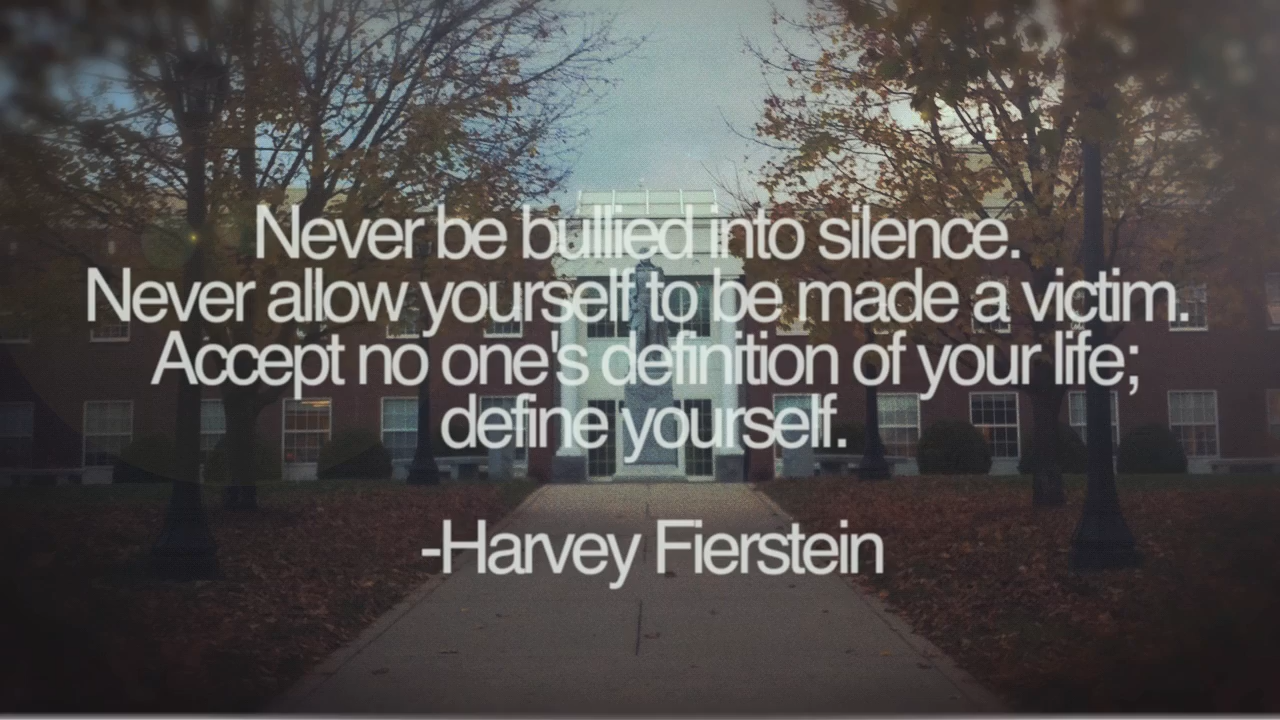 Never be bullied into silence.
Never allow yourself to be made a victim.
Accept no one's definition of your life;
define yourself.
-Harvey Fierstein